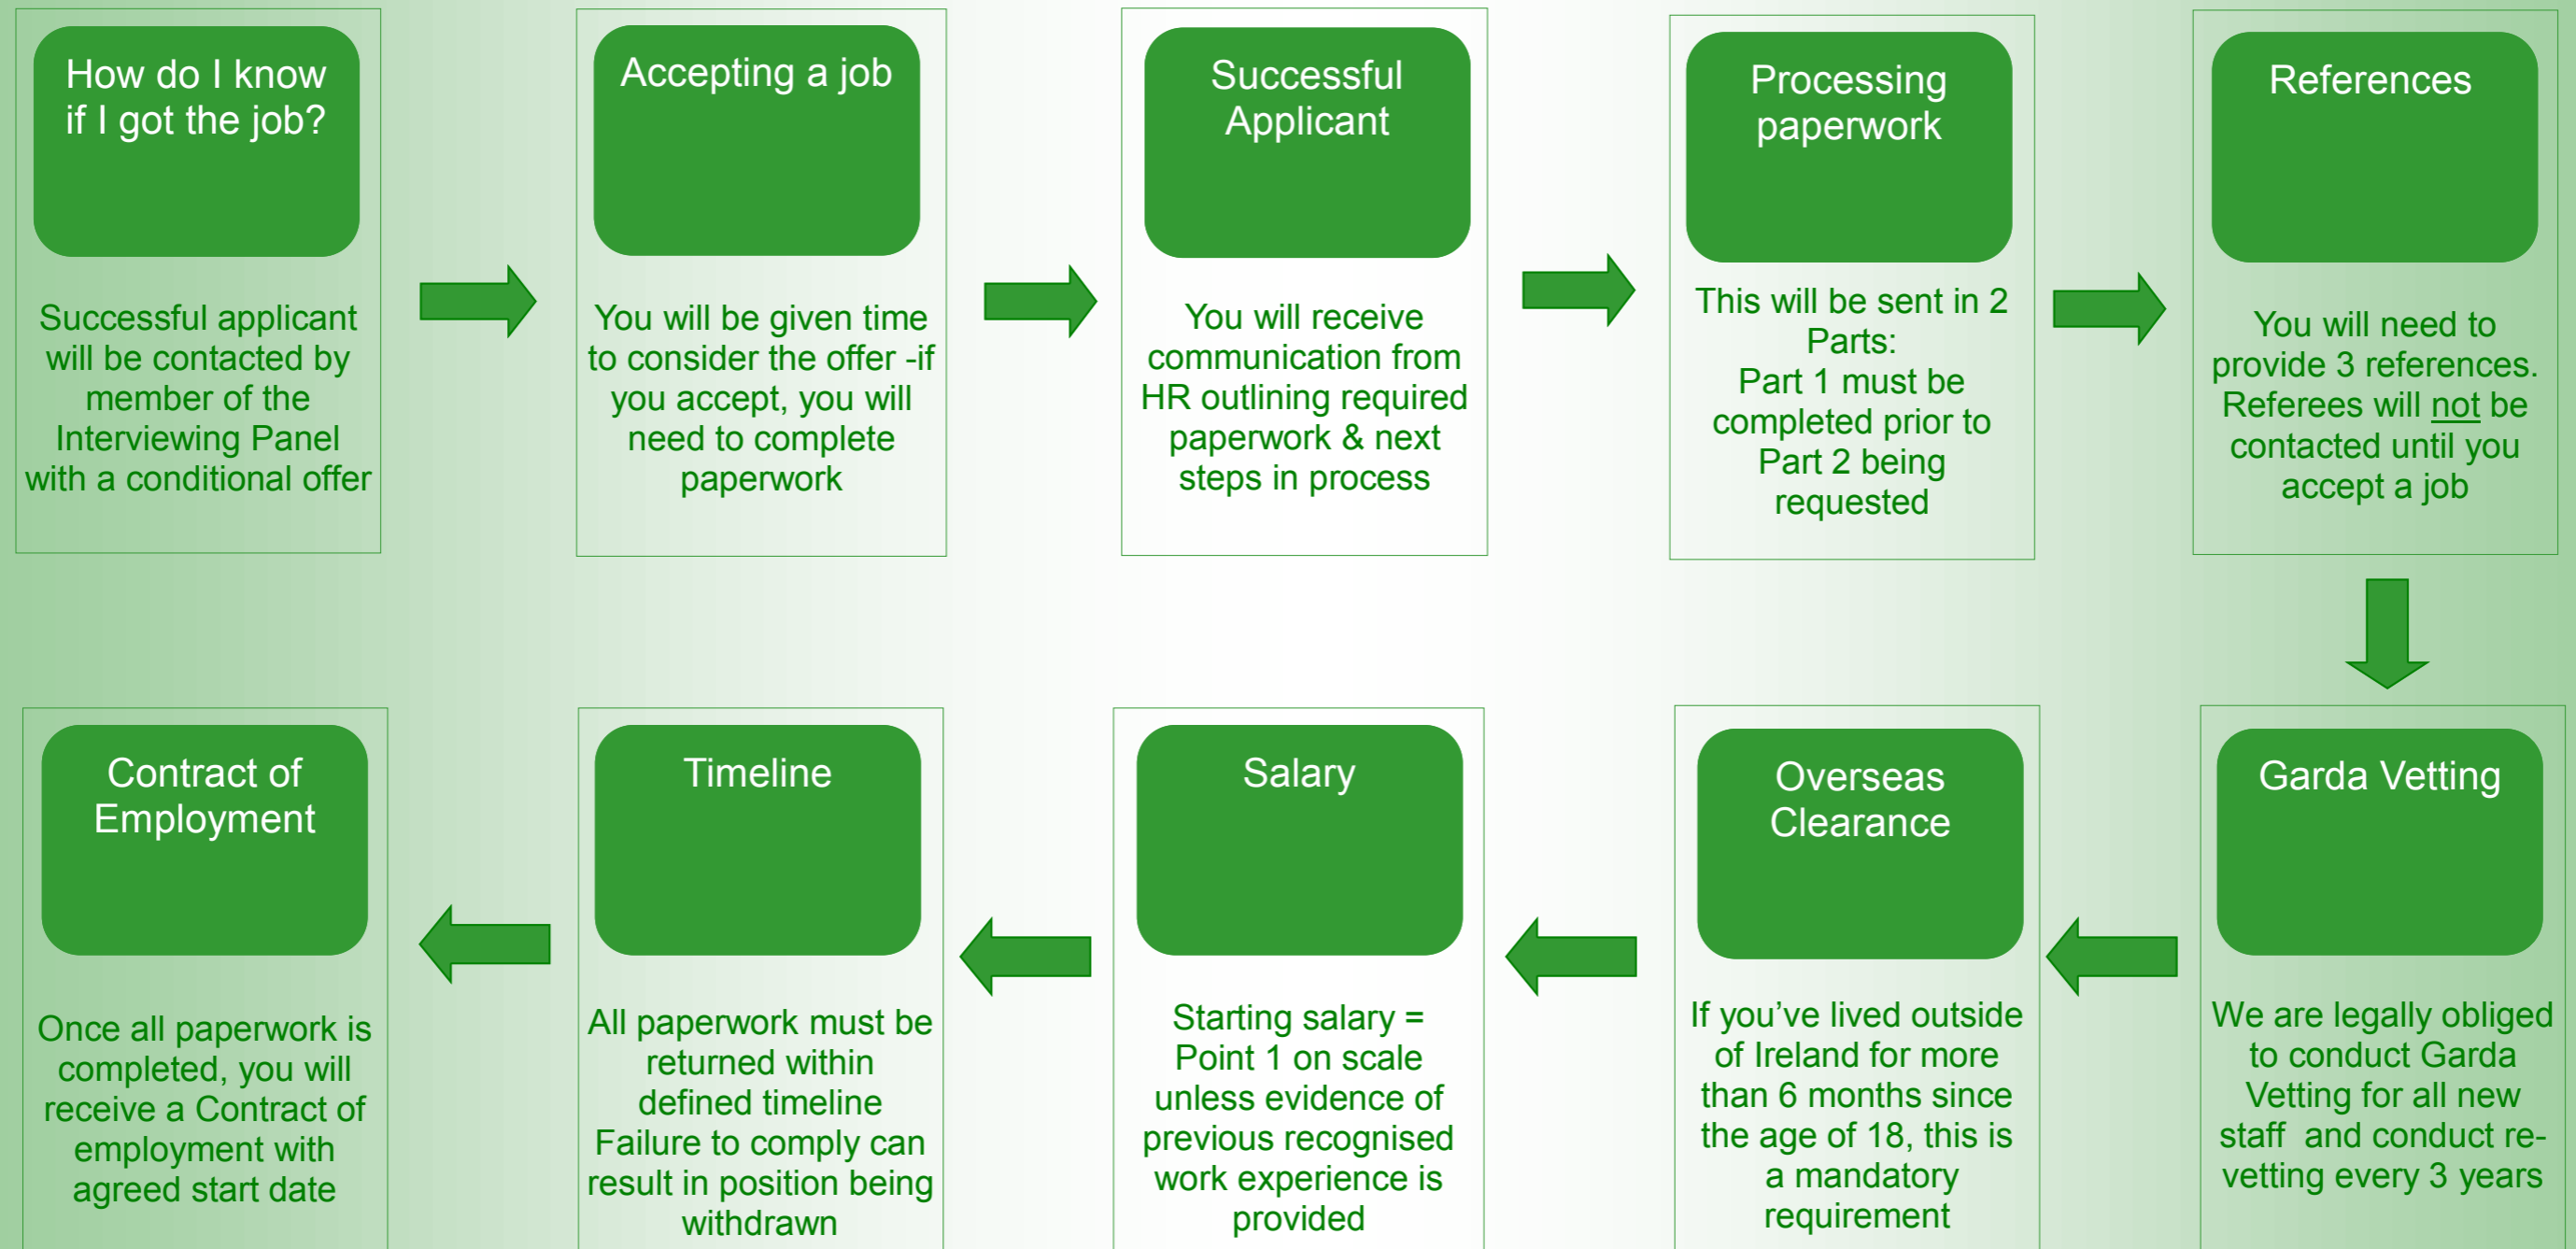 How do I know
if I got the job?
Successful applicant
will be contacted by
member of the
Interviewing Panel
with a conditional offer
Accepting a job
You will be given time
to consider the offer -if
you accept, you will
need to complete
paperwork
Successful
Applicant
You will receive
communication from
HR outlining required
paperwork & next
steps in process
Processing
paperwork
This will be sent in 2
Parts:
Part 1 must be
completed prior to
Part 2 being
requested
References
You will need to
provide 3 references.
Referees will not be
contacted until you
accept a job
Garda Vetting
We are legally obliged
to conduct Garda
Vetting for all new
staff and conduct re-
vetting every 3 years
Overseas
Clearance
If you’ve lived outside
of Ireland for more
than 6 months since
the age of 18, this is
a mandatory
requirement
Salary
Starting salary =
Point 1 on scale
unless evidence of
previous recognised
work experience is
provided
Timeline
All paperwork must be
returned within
defined timeline
Failure to comply can
result in position being
withdrawn
Contract of
Employment
Once all paperwork is
completed, you will
receive a Contract of
employment with
agreed start date